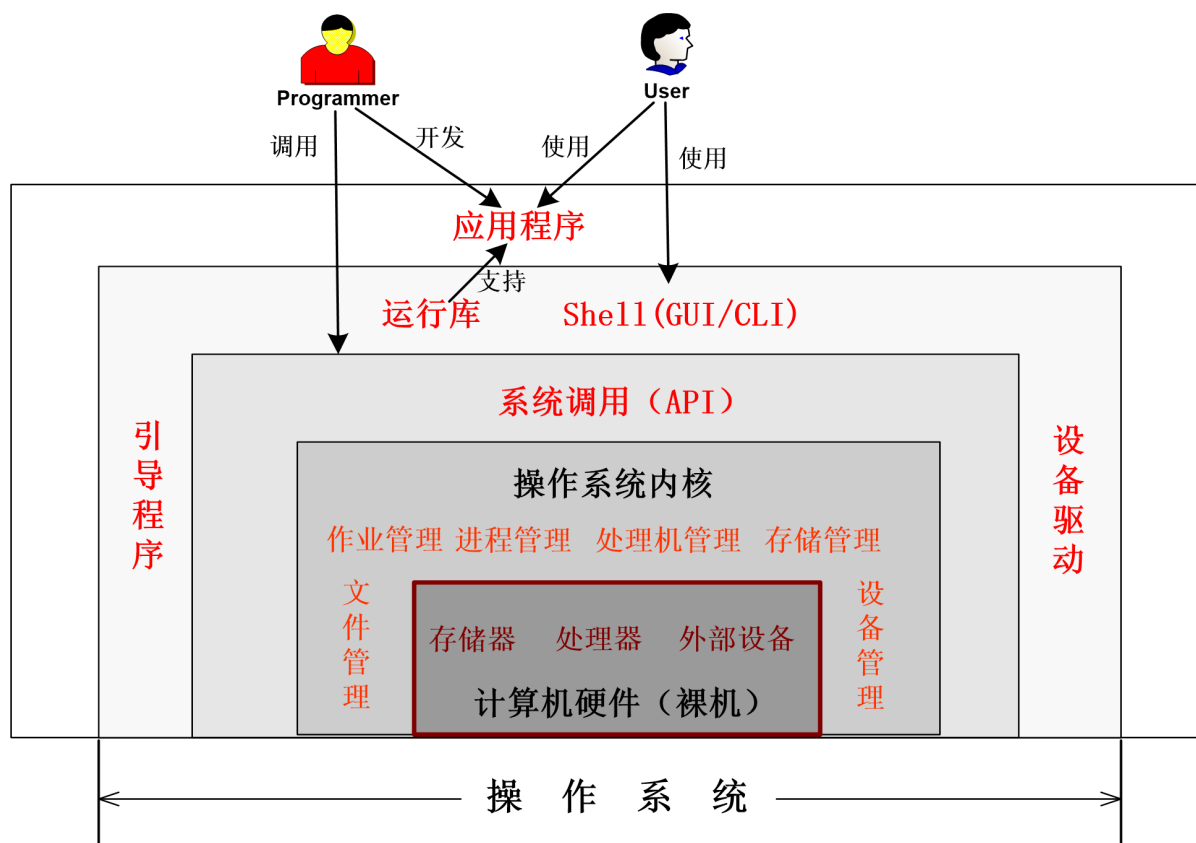 Programmer
User
调用
开发
使用
使用
应用程序
支持
运行库
Shell(GUI/CLI)
系统调用（API）
引导程序
设备驱动
操作系统内核
作业管理 进程管理 处理机管理 存储管理
文件管理
设备管理
存储器 处理器 外部设备
计算机硬件（裸机）
操作系统